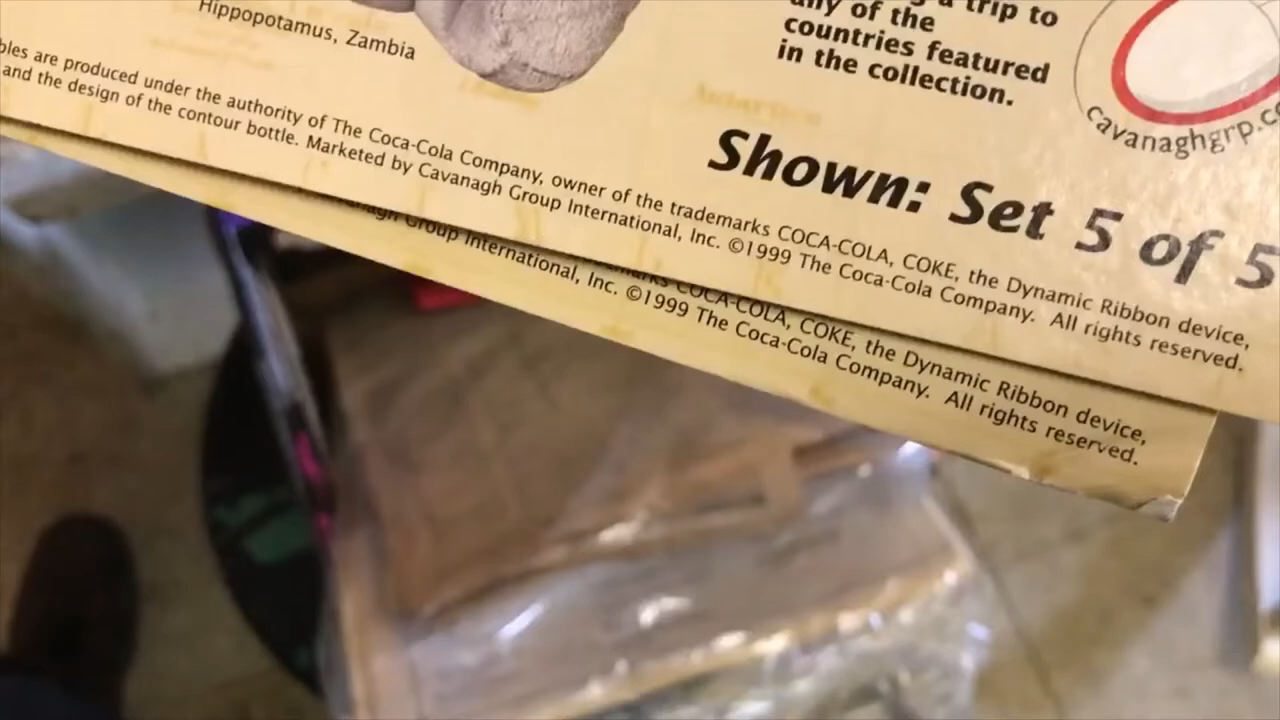 Hippopotamus, Zambia
trip to
any of the
countries featured
in the collection.
cavanaghgrp.c
Shown: Set 5 of 5
are produced under the authority of The Coca-Cola Company, owner of the trademarks COCA-COLA, COKE, the Dynamic Ribbon device,
and the design of the contour bottle. Marketed by Cavanagh Group International, Inc. ©1999 The Coca-Cola Company. All rights reserved.
COCA-COLA, COKE, the Dynamic Ribbon device,
Group International, Inc. ©1999 The Coca-Cola Company. All rights reserved.